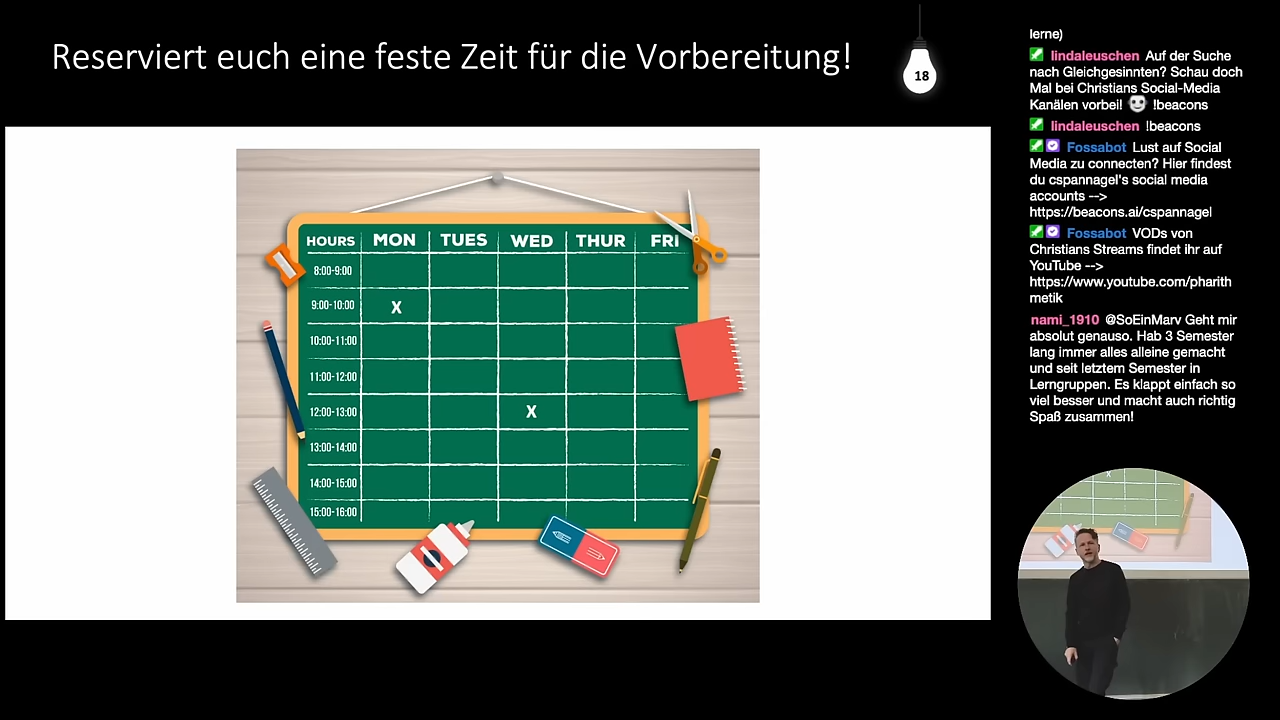 Reserviert euch eine feste Zeit für die Vorbereitung!
18
HOURS MON TUES WED THUR FRI
8:00-9:00
9:00-10:00 X
10:00-11:00
11:00-12:00
12:00-13:00 X
13:00-14:00
14:00-15:00
15:00-16:00
lerne)
lindaleuschen Auf der Suche
nach Gleichgesinnten? Schau doch
Mal bei Christians Social-Media
Kanälen vorbei! !beacons
lindaleuschen !beacons
Fossabot Lust auf Social
Media zu connecten? Hier findest
du cspannagel's social media
accounts -->
https://beacons.ai/cspannagel
Fossabot VODs von
Christians Streams findet ihr auf
YouTube -->
https://www.youtube.com/pharith
metik
nami_1910 @SoEinMarv Geht mir
absolut genauso. Hab 3 Semester
lang immer alles alleine gemacht
und seit letztem Semester in
Lerngruppen. Es klappt einfach so
viel besser und macht auch richtig
Spaß zusammen!